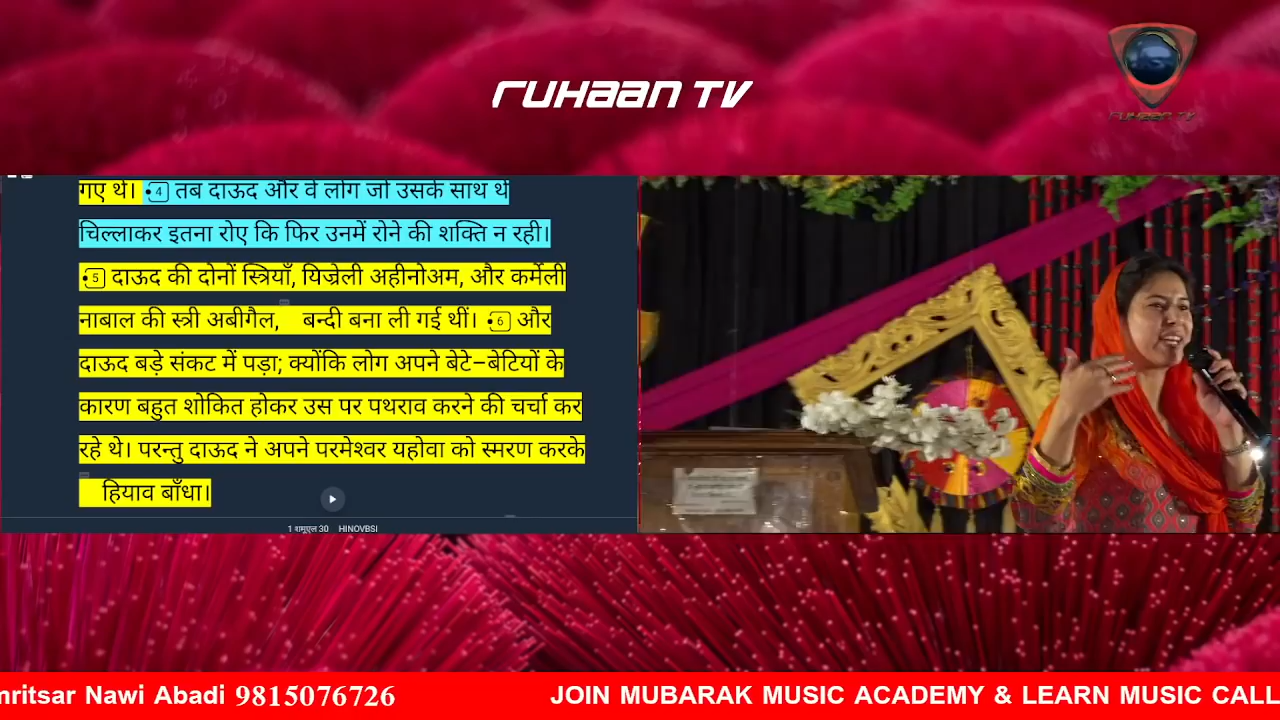 RUHAAN TV
RUHAAN TV
गए थे। 4 तब दाऊद और वे लोग जो उसके साथ थे
चिल्लाकर इतना रोए कि फिर उनमें रोने की शक्ति न रही।
5 दाऊद की दोनों स्त्रियाँ, यिज्रेली अहीनोअम, और कर्मेली
नाबाल की स्त्री अबीगैल, बन्दी बना ली गई थीं। 6 और
दाऊद बड़े संकट में पड़ा; क्योंकि लोग अपने बेटे–बेटियों के
कारण बहुत शोकित होकर उस पर पथराव करने की चर्चा कर
रहे थे। परन्तु दाऊद ने अपने परमेश्‍वर यहोवा को स्मरण करके
हियाव बाँधा।
1 शमूएल 30 HINOVBSI
mritsar Nawi Abadi 9815076726 JOIN MUBARAK MUSIC ACADEMY & LEARN MUSIC CALL